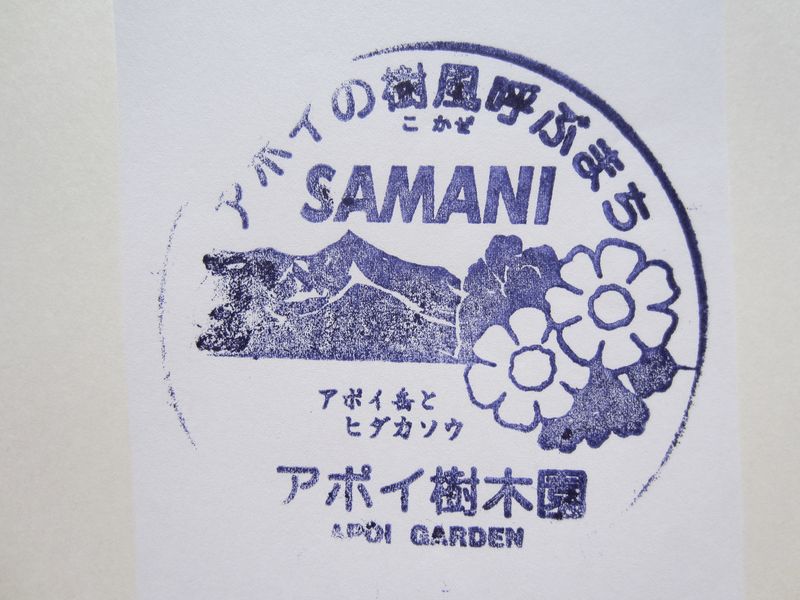 アポイの樹風呼ぶまち
こかぜ
SAMANI
アポイ岳と
ヒダカソウ
アポイ樹木園
APOI GARDEN